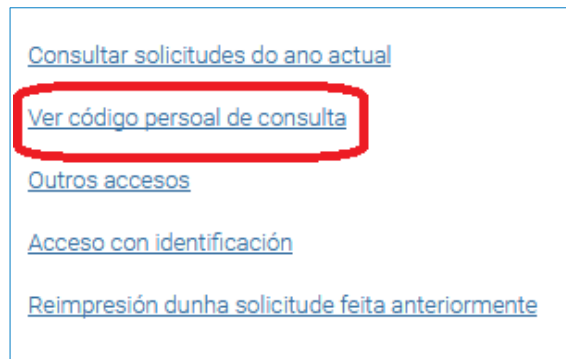 Consultar solicitudes do ano actual
Ver código persoal de consulta
Outros accesos
Acceso con identificación
Reimpresión dunha solicitude feita anteriormente